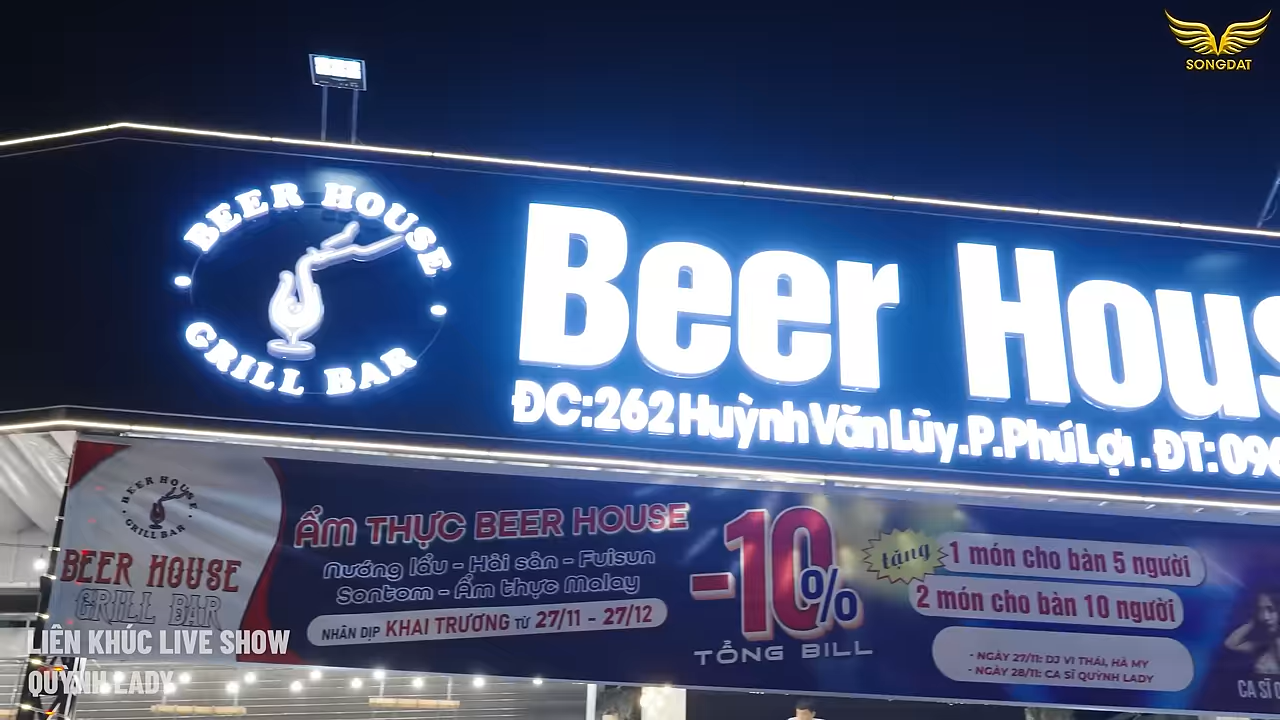 SONGDAT
BEER HOUSE
GRILL BAR
Beer Hous
ĐC:262 Huỳnh Văn Lũy.P.Phú Lợi.ĐT:096
BEER HOUSE
GRILL BAR
BEER HOUSE
GRILL BAR
ẨM THỰC BEER HOUSE
Nướng lẩu - Hải sản - Fuisun
Sontom - Ẩm thực Malay
NHÂN DỊP KHAI TRƯƠNG TỪ 27/11 - 27/12
-10%
TỔNG BILL
tặng
1 món cho bàn 5 người
2 món cho bàn 10 người
- NGÀY 27/11: DJ VI THÁI, HÀ MY
- NGÀY 28/11: CA SĨ QUỲNH LADY
CA SĨ
LIÊN KHÚC LIVE SHOW
QUỲNH LADY